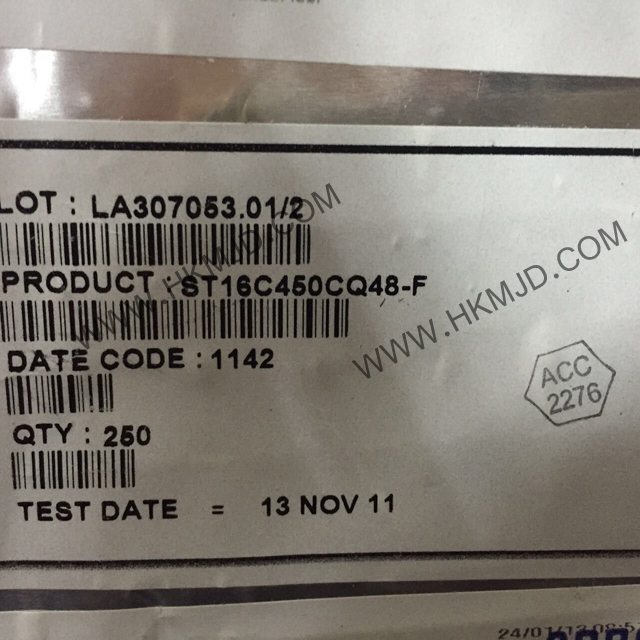 LOT : LA307053.01/2
PRODUCT ST16C450CQ48-F
DATE CODE : 1142
ACC
2276
QTY : 250
TEST DATE = 13 NOV 11
WWW.HKMJD.COM
WWW.HKMJD.COM